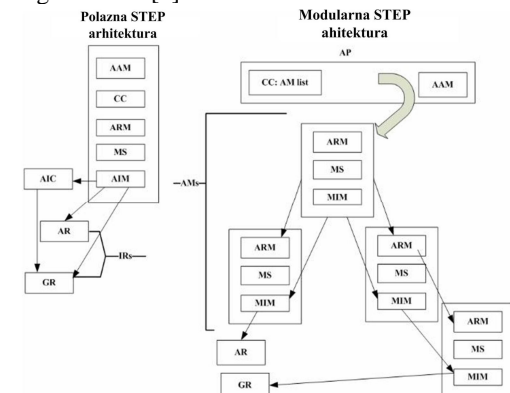 Polazna STEP
arhitektura
AAM
CC
ARM
MS
AIM
AIC
AR
IRs
GR
Modularna STEP
ahitektura
AP
CC: AM list
AAM
AMs
ARM
MS
MIM
ARM
MS
MIM
ARM
MS
MIM
ARM
MS
MIM
AR
GR